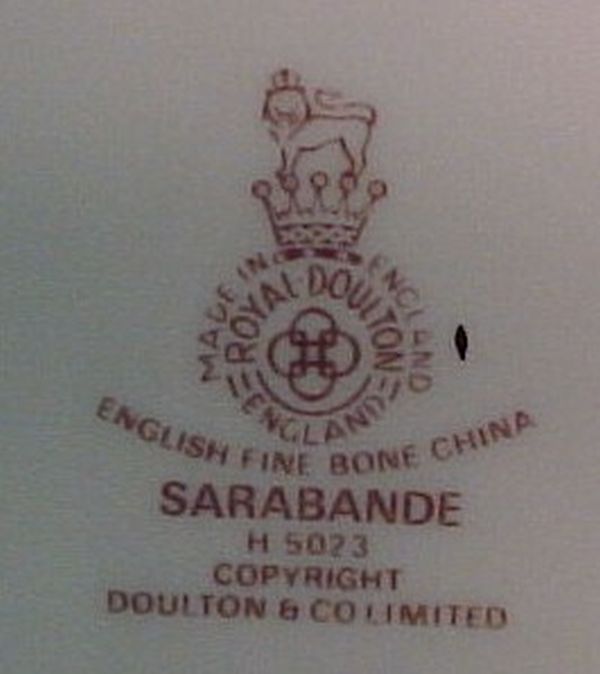 MADE IN ENGLAND
ROYAL DOULTON
ENGLAND
ENGLISH FINE BONE CHINA
SARABANDE
H 5023
COPYRIGHT
DOULTON & CO LIMITED